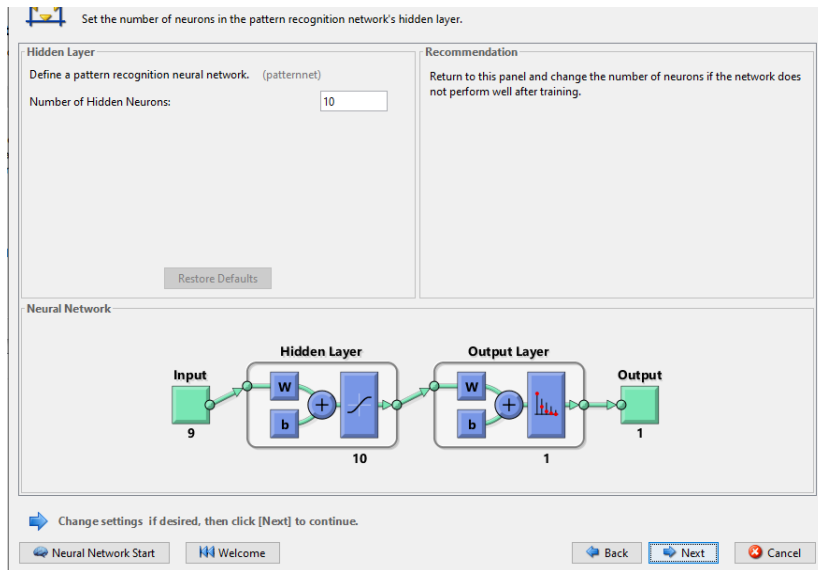 Set the number of neurons in the pattern recognition network's hidden layer.
Hidden Layer
Define a pattern recognition neural network. (patternnet)
Number of Hidden Neurons: 10
Restore Defaults
Recommendation
Return to this panel and change the number of neurons if the network does
not perform well after training.
Neural Network
Hidden Layer
Output Layer
Input
Output
W
W
b
b
9
10
1
1
Change settings if desired, then click [Next] to continue.
Neural Network Start
Welcome
Back
Next
Cancel